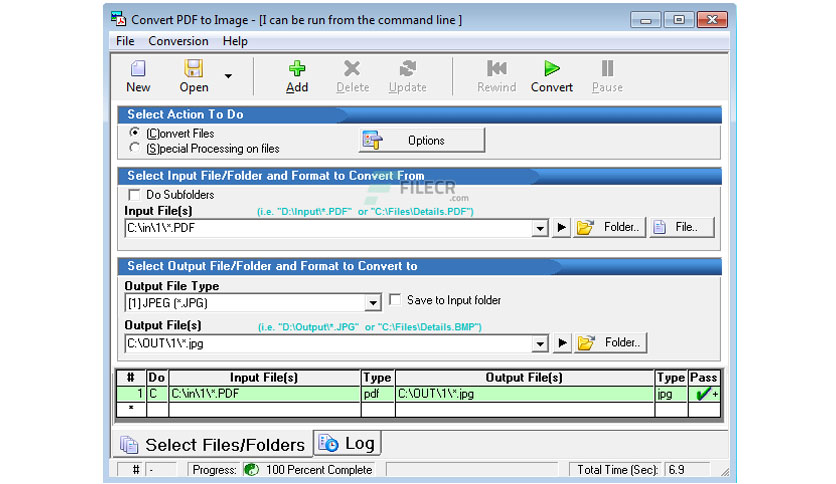 Convert PDF to Image - [I can be run from the command line ]
File Conversion Help
New Open Add Delete Update Rewind Convert Pause
Select Action To Do
(C)onvert Files
(S)pecial Processing on files
Options
Select Input File/Folder and Format to Convert From
FILECR
.com
Do Subfolders
Input File(s) (i.e. "D:\Input\*.PDF" or "C:\Files\Details.PDF")
C:\in\1\*.PDF Folder.. File..
Select Output File/Folder and Format to Convert to
Output File Type
[1] JPEG (*.JPG) Save to Input folder
Output File(s) (i.e. "D:\Output\*.JPG" or "C:\Files\Details.BMP")
C:\OUT\1\*.jpg Folder..
# Do Input File(s) Type Output File(s) Type Pass
1 C C:\in\1\*.PDF pdf C:\OUT\1\*.jpg jpg +
*
Select Files/Folders Log
# - Progress: 100 Percent Complete Total Time (Sec): 6.9